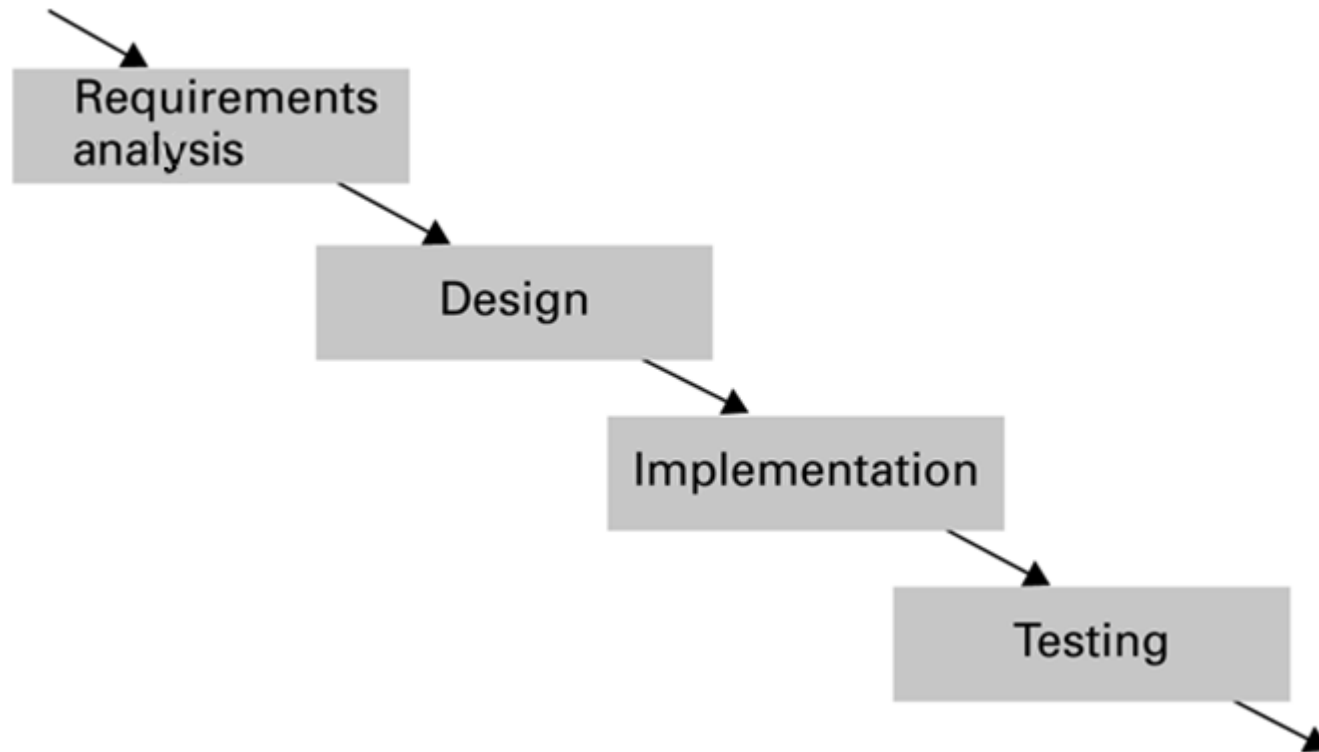 Requirements
analysis
Design
Implementation
Testing